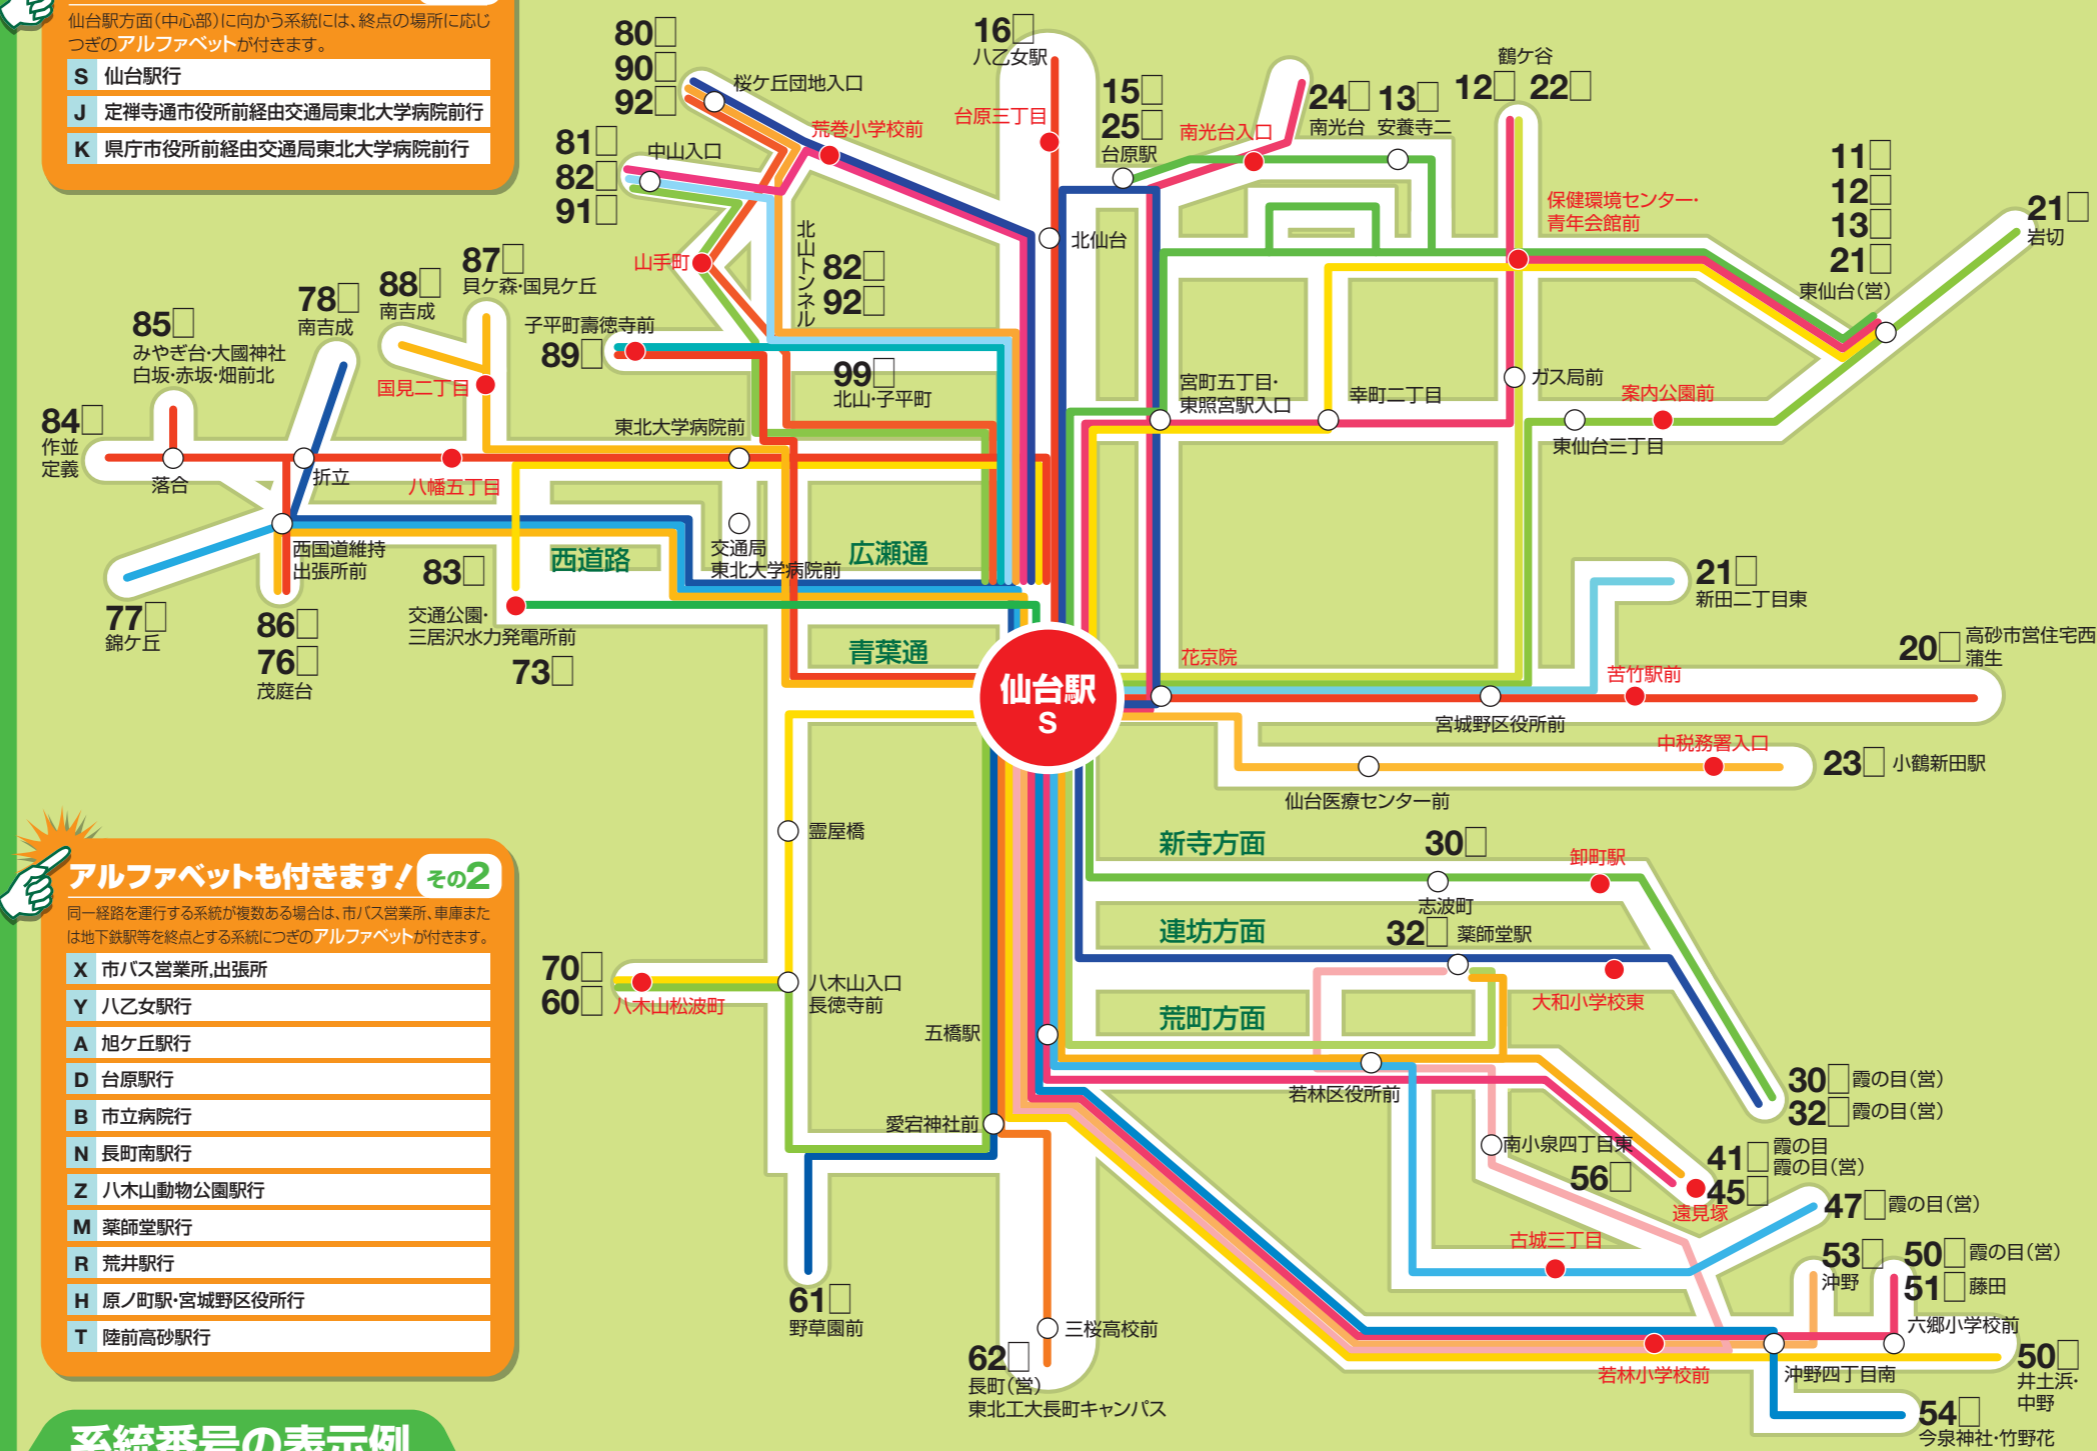 仙台駅方面(中心部)に向かう系統には、終点の場所に応じ
つぎのアルファベットが付きます。
S 仙台駅行
J 定禅寺通市役所前経由交通局東北大学病院前行
K 県庁市役所前経由交通局東北大学病院前行
80□
90□
92□
桜ケ丘団地入口
荒巻小学校前
81□
82□
91□
中山入口
山手町
北山トンネル
82□
92□
16□
八乙女駅
台原三丁目
北仙台
15□
25□
台原駅
南光台入口
24□
南光台
13□
安養寺二
鶴ケ谷
12□ 22□
保健環境センター・
青年会館前
11□
12□
13□
21□
東仙台(営)
21□
岩切
87□
貝ケ森・国見ケ丘
88□
南吉成
78□
南吉成
85□
みやぎ台・大國神社
白坂・赤坂・畑前北
子平町壽徳寺前
89□
国見二丁目
99□
北山・子平町
84□
作並
定義
落合
折立
八幡五丁目
東北大学病院前
宮町五丁目・
東照宮駅入口
幸町二丁目
ガス局前
案内公園前
東仙台三丁目
西国道維持
出張所前
77□
錦ケ丘
86□
76□
茂庭台
83□
交通公園・
三居沢水力発電所前
73□
西道路
交通局
東北大学病院前
広瀬通
青葉通
仙台駅
S
花京院
21□
新田二丁目東
20□
高砂市営住宅西
蒲生
苦竹駅前
宮城野区役所前
中税務署入口
23□ 小鶴新田駅
仙台医療センター前
霊屋橋
新寺方面
30□
卸町駅
志波町
連坊方面
32□ 薬師堂駅
大和小学校東
荒町方面
70□
60□
八木山松波町
八木山入口
長徳寺前
五橋駅
若林区役所前
愛宕神社前
30□ 霞の目(営)
32□ 霞の目(営)
南小泉四丁目東
56□
41□ 霞の目
霞の目(営)
45□
遠見塚
47□ 霞の目(営)
古城三丁目
53□
沖野
50□ 霞の目(営)
51□ 藤田
六郷小学校前
61□
野草園前
三桜高校前
62□
長町(営)
東北工大長町キャンパス
若林小学校前
沖野四丁目南
50□
井土浜・
中野
54□
今泉神社・竹野花
アルファベットも付きます! その2
同一経路を運行する系統が複数ある場合は、市バス営業所、車庫また
は地下鉄駅等を終点とする系統につぎのアルファベットが付きます。
X 市バス営業所,出張所
Y 八乙女駅行
A 旭ケ丘駅行
D 台原駅行
B 市立病院行
N 長町南駅行
Z 八木山動物公園駅行
M 薬師堂駅行
R 荒井駅行
H 原ノ町駅・宮城野区役所行
T 陸前高砂駅行
系統番号の表示例